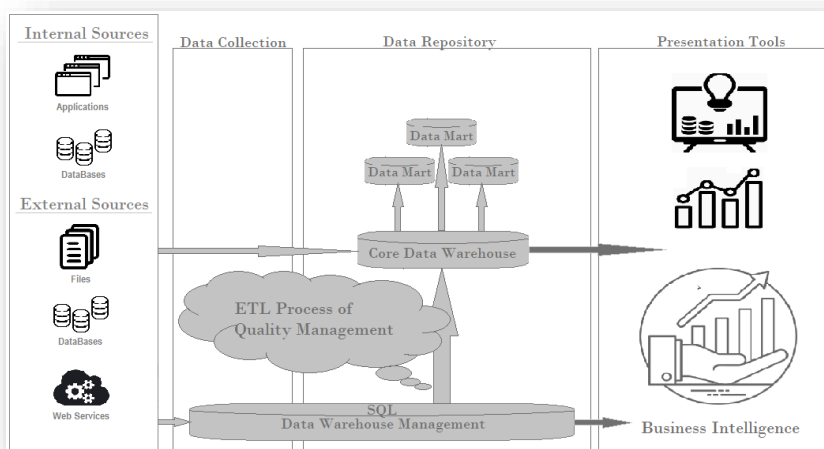 Internal Sources
Applications
DataBases
External Sources
Files
DataBases
Web Services
Data Collection
Data Repository
Data Mart
Data Mart
Data Mart
Core Data Warehouse
ETL Process of
Quality Management
SQL
Data Warehouse Management
Presentation Tools
Business Intelligence